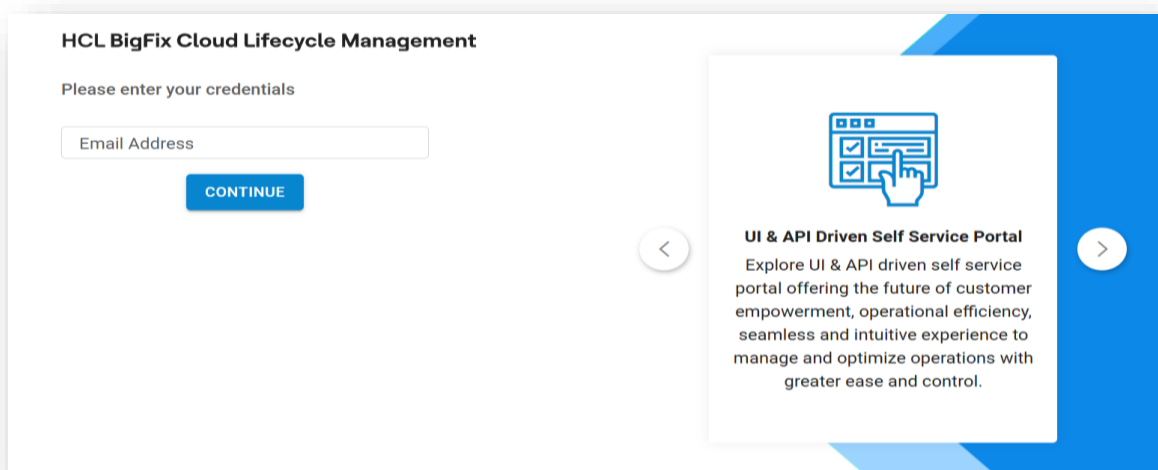 HCL BigFix Cloud Lifecycle Management
Please enter your credentials
Email Address
CONTINUE
UI & API Driven Self Service Portal
Explore UI & API driven self service
portal offering the future of customer
empowerment, operational efficiency,
seamless and intuitive experience to
manage and optimize operations with
greater ease and control.